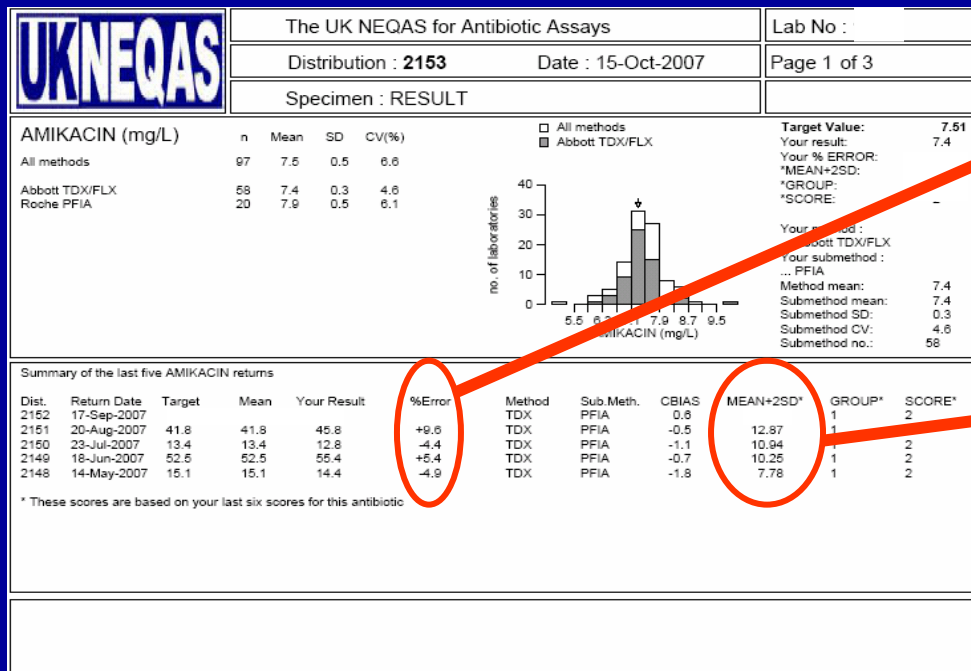 UKNEQAS
The UK NEQAS for Antibiotic Assays
Lab No :
Distribution : 2153 Date : 15-Oct-2007
Page 1 of 3
Specimen : RESULT
AMIKACIN (mg/L) n Mean SD CV(%)
All methods 97 7.5 0.5 6.6
Abbott TDX/FLX 58 7.4 0.3 4.6
Roche PFIA 20 7.9 0.5 6.1
All methods
Abbott TDX/FLX
no. of laboratories
40
30
20
10
0
5.5 7.9 8.7 9.5
(mg/L)
Target Value: 7.51
Your result: 7.4
Your % ERROR:
*MEAN+2SD:
*GROUP:
*SCORE: _
Your :
TDX/FLX
Your submethod :
... PFIA
Method mean: 7.4
Submethod mean: 7.4
Submethod SD: 0.3
Submethod CV: 4.6
Submethod no.: 58
Summary of the last five AMIKACIN returns
Dist. Return Date Target Mean Your Result %Error Method Sub.Meth. CBIAS MEAN+2SD* GROUP* SCORE*
2152 17-Sep-2007 TDX PFIA 0.6 1 2
2151 20-Aug-2007 41.8 41.8 45.8 +9.6 TDX PFIA -0.5 12.87 1
2150 23-Jul-2007 13.4 13.4 12.8 -4.4 TDX PFIA -1.1 10.94 1 2
2149 18-Jun-2007 52.5 52.5 55.4 +5.4 TDX PFIA -0.7 10.25 1 2
2148 14-May-2007 15.1 15.1 14.4 -4.9 TDX PFIA -1.8 7.78 1 2
* These scores are based on your last six scores for this antibiotic